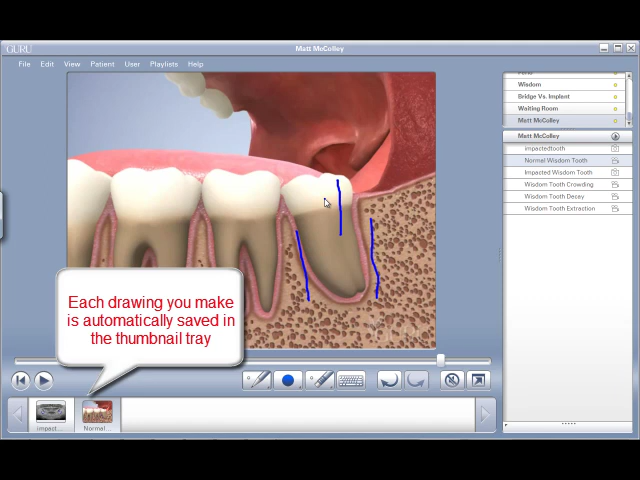 GURU
Matt McColley
File Edit View Patient User Playlists Help
Wisdom
Bridge Vs. Implant
Waiting Room
Matt McColley
Matt McColley
impactedtooth
Normal Wisdom Tooth
Impacted Wisdom Tooth
Wisdom Tooth Crowding
Wisdom Tooth Decay
Wisdom Tooth Extraction
GURU
Each drawing you make
is automatically saved in
the thumbnail tray
impact...
Normal...